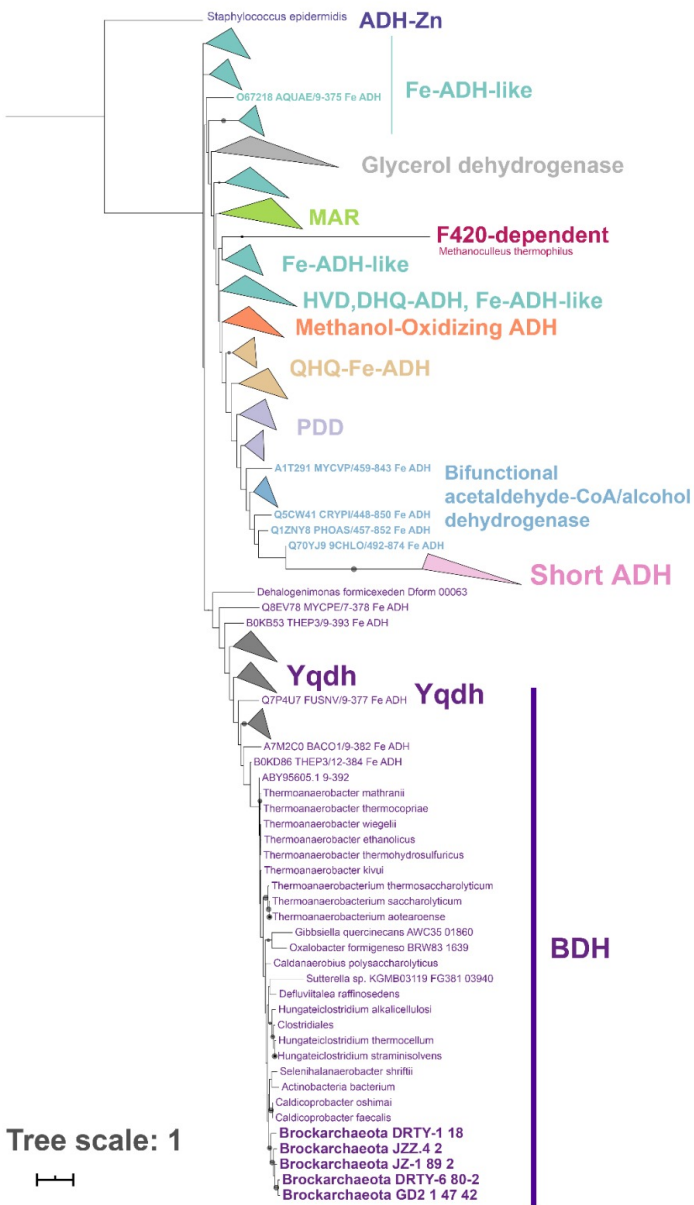 Staphylococcus epidermidis ADH-Zn
O67218 AQUAE/9-375 Fe ADH
Fe-ADH-like
Glycerol dehydrogenase
MAR
F420-dependent
Methanoculleus thermophilus
Fe-ADH-like
HVD,DHQ-ADH, Fe-ADH-like
Methanol-Oxidizing ADH
QHQ-Fe-ADH
PDD
A1T291 MYCVP/459-843 Fe ADH
Bifunctional
acetaldehyde-CoA/alcohol
dehydrogenase
Q5CW41 CRYPI/448-850 Fe ADH
Q1ZNY8 PHOAS/457-852 Fe ADH
Q70YJ9 9CHLO/492-874 Fe ADH
Short ADH
Dehalogenimonas formicexeden Dform 00063
Q8EV78 MYCPE/7-378 Fe ADH
B0KB53 THEP3/9-393 Fe ADH
Yqdh
Q7P4U7 FUSNV/9-377 Fe ADH Yqdh
A7M2C0 BACO1/9-382 Fe ADH
B0KD86 THEP3/12-384 Fe ADH
ABY95605.1 9-392
Thermoanaerobacter mathranii
Thermoanaerobacter thermocopriae
Thermoanaerobacter wiegelii
Thermoanaerobacter ethanolicus
Thermoanaerobacter thermohydrosulfuricus
Thermoanaerobacter kivui
Thermoanaerobacterium thermosaccharolyticum
Thermoanaerobacterium saccharolyticum
Thermoanaerobacterium aotearoense
Gibbsiella quercinecans AWC35 01860
Oxalobacter formigeneso BRW83 1639
BDH
Caldanaerobius polysaccharolyticus
Sutterella sp. KGMB03119 FG381 03940
Defluviitalea raffinosedens
Hungateiclostridium alkalicellulosi
Clostridiales
Hungateiclostridium thermocellum
Hungateiclostridium straminisolvens
Selenihalanaerobacter shriftii
Actinobacteria bacterium
Caldicoprobacter oshimai
Caldicoprobacter faecalis
Brockarchaeota DRTY-1 18
Tree scale: 1
Brockarchaeota JZZ.4 2
Brockarchaeota JZ-1 89 2
Brockarchaeota DRTY-6 80-2
Brockarchaeota GD2 1 47 42